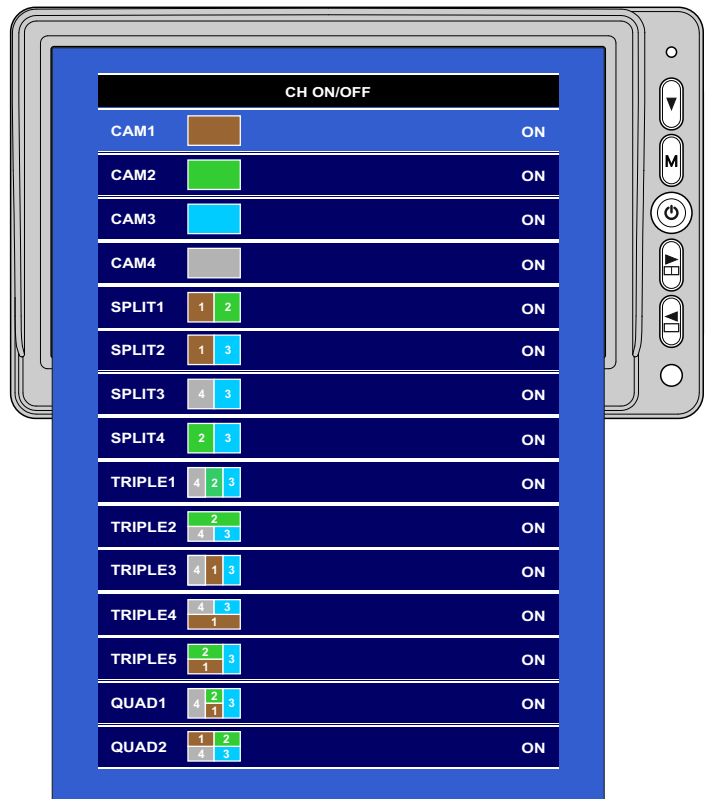 CH ON/OFF
CAM1 ON
CAM2 ON
CAM3 ON
CAM4 ON
SPLIT1 1 2 ON
SPLIT2 1 3 ON
SPLIT3 4 3 ON
SPLIT4 2 3 ON
TRIPLE1 4 2 3 ON
TRIPLE2 2 4 3 ON
TRIPLE3 4 1 3 ON
TRIPLE4 4 3 1 ON
TRIPLE5 2 1 3 ON
QUAD1 4 2 1 3 ON
QUAD2 1 2 4 3 ON
M